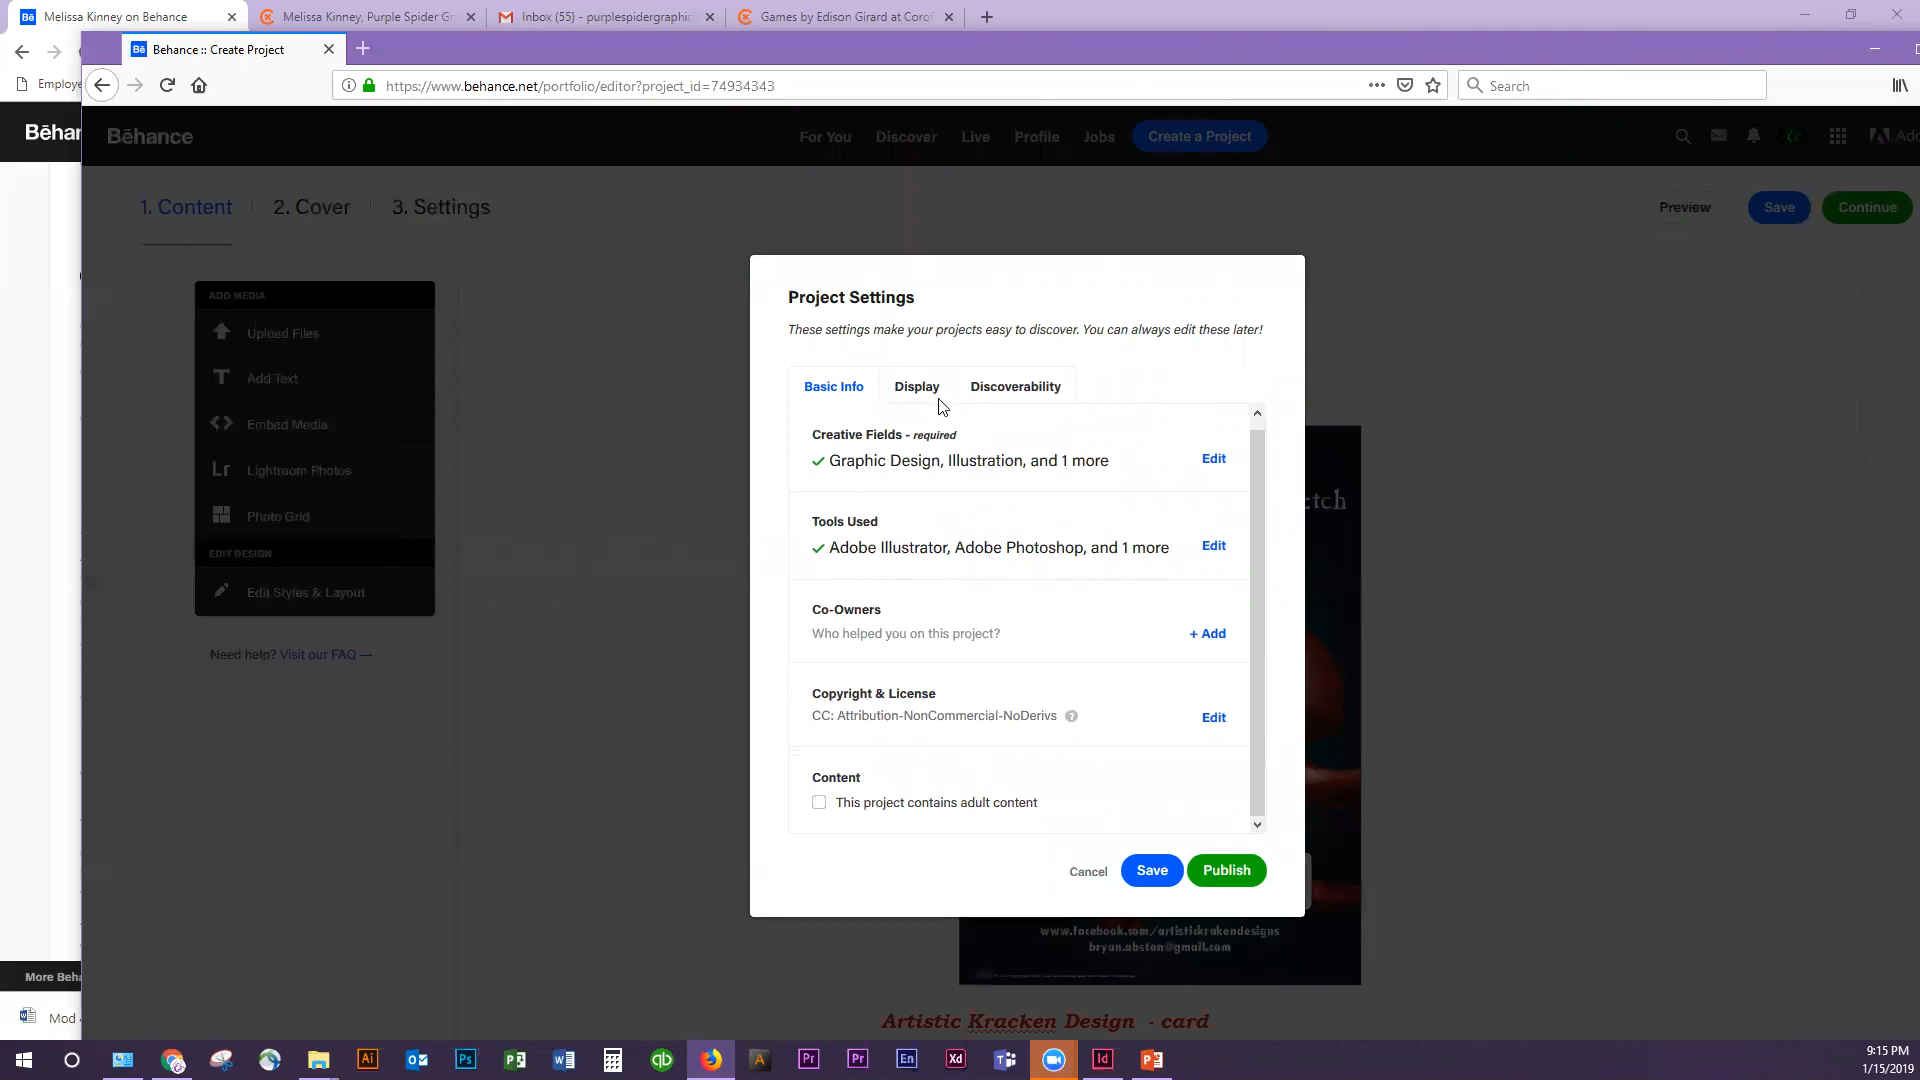 Melissa Kinney on Behance
Melissa Kinney, Purple Spider Gr
Inbox (55) - purplespidergraphic
Games by Edison Girard at Coro
Behance :: Create Project
Employe
https://www.behance.net/portfolio/editor?project_id=74934343
Search
Bēhan
Bēhance
For You
Discover
Live
Profile
Jobs
Create a Project
1. Content
2. Cover
3. Settings
Preview
Save
Continue
ADD MEDIA
Upload Files
Add Text
Embed Media
Lr Lightroom Photos
Photo Grid
EDIT DESIGN
Edit Styles & Layout
Need help? Visit our FAQ —
Project Settings
These settings make your projects easy to discover. You can always edit these later!
Basic Info
Display
Discoverability
Creative Fields - required
Graphic Design, Illustration, and 1 more
Edit
Tools Used
Adobe Illustrator, Adobe Photoshop, and 1 more
Edit
Co-Owners
Who helped you on this project?
+ Add
Copyright & License
CC: Attribution-NonCommercial-NoDerivs
Edit
Content
This project contains adult content
Cancel
Save
Publish
etch
www.facebook.com/artistickrakendesigns
bryan.abston@gmail.com
Artistic Kracken Design - card
More Beha
Mod
9:15 PM
1/15/2019